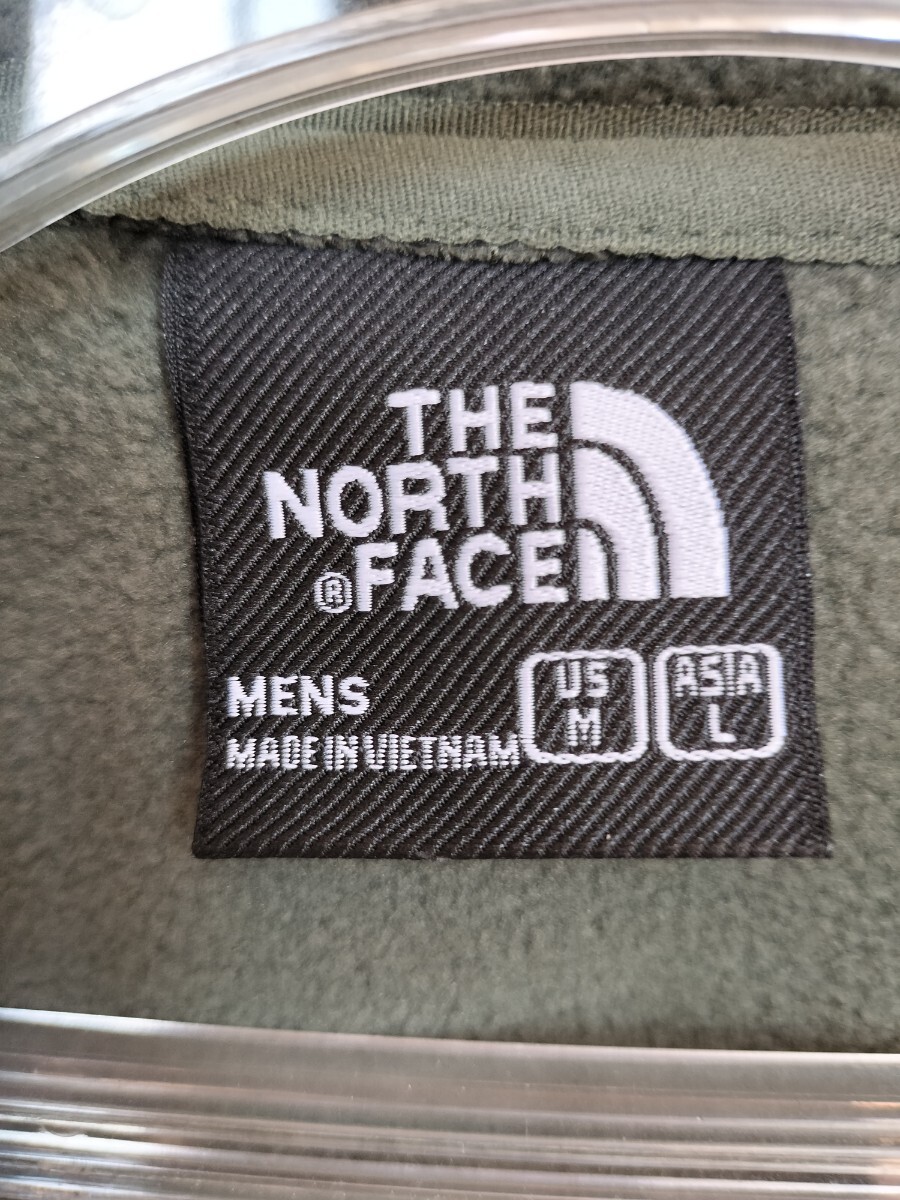 THE
NORTH
®FACE
MENS
MADE IN VIETNAM
US
M
ASIA
L